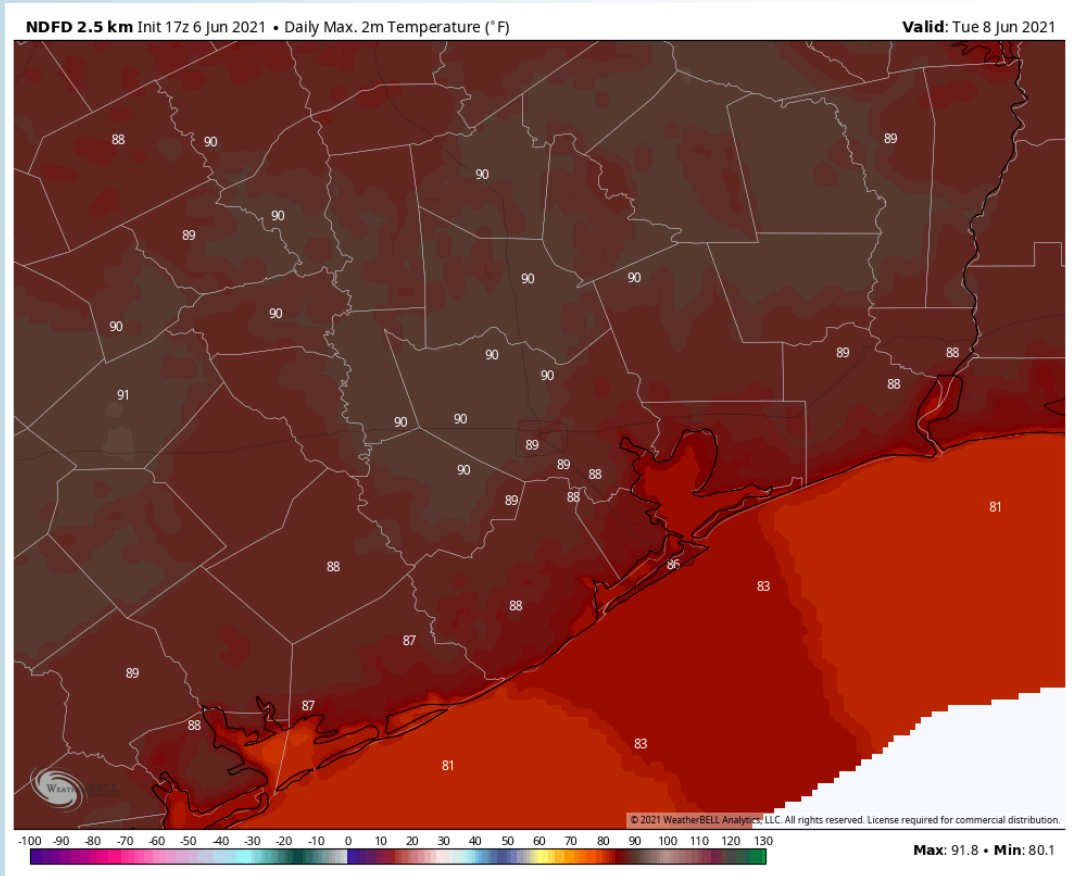 NDFD 2.5 km Init 17z 6 Jun 2021 • Daily Max. 2m Temperature (°F) Valid: Tue 8 Jun 2021
88 90 89
90
90
89
90 90
90
90
90 89 88
90 88
91
90 90
89
90 89 88
89 88
81
86
88 83
88
87
89
87
88
83
81
WeatherBELL
© 2021 WeatherBELL Analytics, LLC. All rights reserved. License required for commercial distribution.
-100 -90 -80 -70 -60 -50 -40 -30 -20 -10 0 10 20 30 40 50 60 70 80 90 100 110 120 130
Max: 91.8 • Min: 80.1